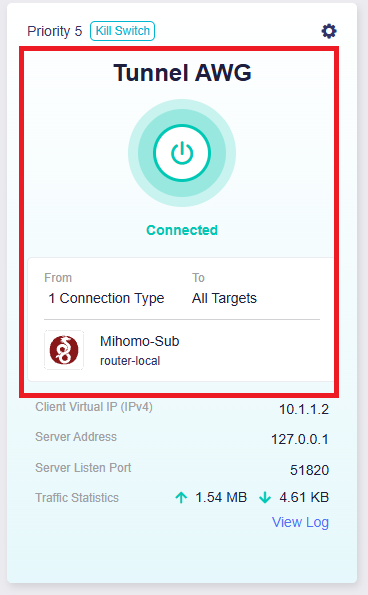 Priority 5 Kill Switch
Tunnel AWG
Connected
From To
1 Connection Type All Targets
Mihomo-Sub
router-local
Client Virtual IP (IPv4) 10.1.1.2
Server Address 127.0.0.1
Server Listen Port 51820
Traffic Statistics ↑ 1.54 MB ↓ 4.61 KB
View Log